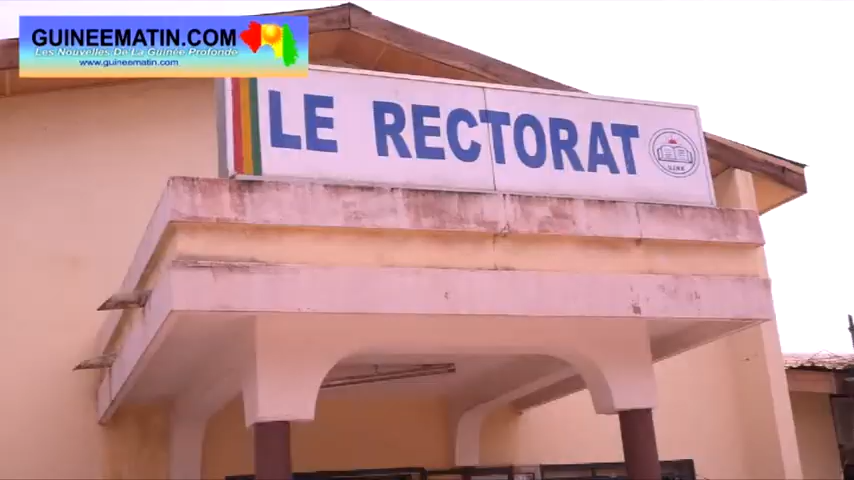 GUINEEMATIN.COM
Les Nouvelles De La Guinée Profonde
www.guineematin.com
LE RECTORAT